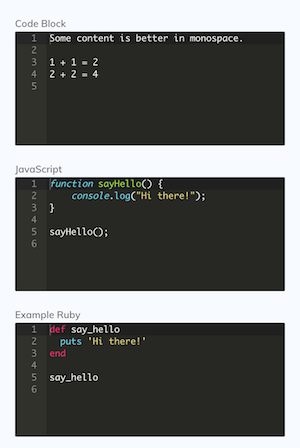 Code Block
1 Some content is better in monospace.
2
3 1 + 1 = 2
4 2 + 2 = 4
5
JavaScript
1 function sayHello() {
2     console.log("Hi there!");
3 }
4
5 sayHello();
6
Example Ruby
1 def say_hello
2   puts 'Hi there!'
3 end
4
5 say_hello
6